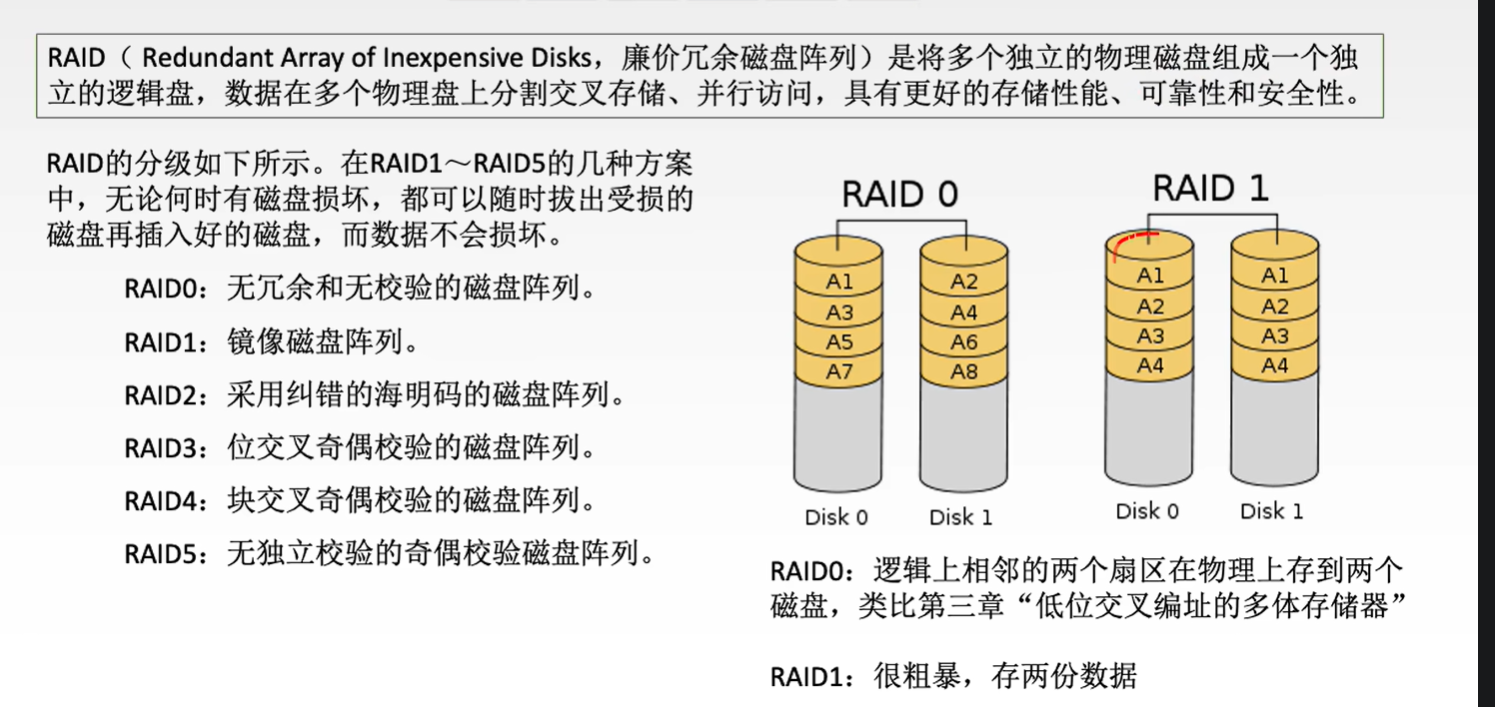 RAID（ Redundant Array of Inexpensive Disks，廉价冗余磁盘阵列）是将多个独立的物理磁盘组成一个独
立的逻辑盘，数据在多个物理盘上分割交叉存储、并行访问，具有更好的存储性能、可靠性和安全性。
RAID的分级如下所示。在RAID1～RAID5的几种方案
中，无论何时有磁盘损坏，都可以随时拔出受损的
磁盘再插入好的磁盘，而数据不会损坏。
RAID0：无冗余和无校验的磁盘阵列。
RAID1：镜像磁盘阵列。
RAID2：采用纠错的海明码的磁盘阵列。
RAID3：位交叉奇偶校验的磁盘阵列。
RAID4：块交叉奇偶校验的磁盘阵列。
RAID5：无独立校验的奇偶校验磁盘阵列。
RAID 0
A1 A2
A3 A4
A5 A6
A7 A8
Disk 0 Disk 1
RAID 1
A1 A1
A2 A2
A3 A3
A4 A4
Disk 0 Disk 1
RAID0：逻辑上相邻的两个扇区在物理上存到两个
磁盘，类比第三章“低位交叉编址的多体存储器”
RAID1：很粗暴，存两份数据